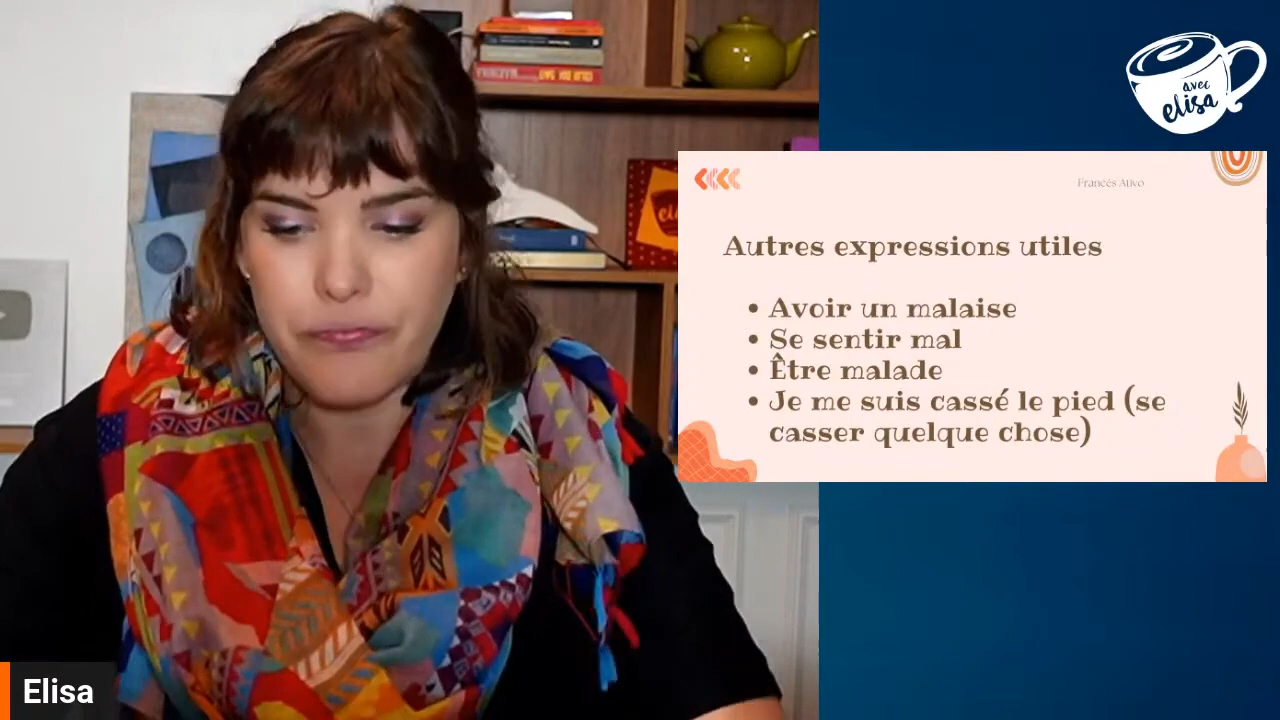 avec
elisa
Francês Ativo
Autres expressions utiles
• Avoir un malaise
• Se sentir mal
• Être malade
• Je me suis cassé le pied (se
casser quelque chose)
Elisa